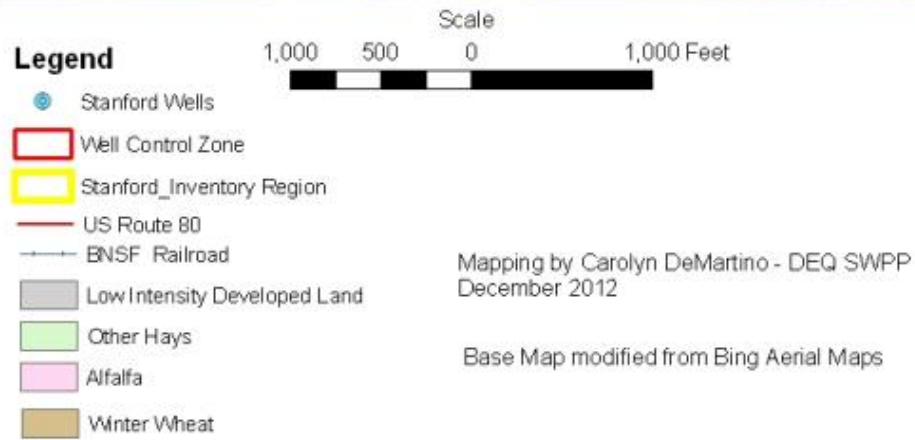 Scale
1,000 500 0 1,000 Feet
Legend
Stanford Wells
Well Control Zone
Stanford_Inventory Region
US Route 80
BNSF Railroad
Low Intensity Developed Land
Other Hays
Alfalfa
Winter Wheat
Mapping by Carolyn DeMartino - DEQ SWPP
December 2012
Base Map modified from Bing Aerial Maps